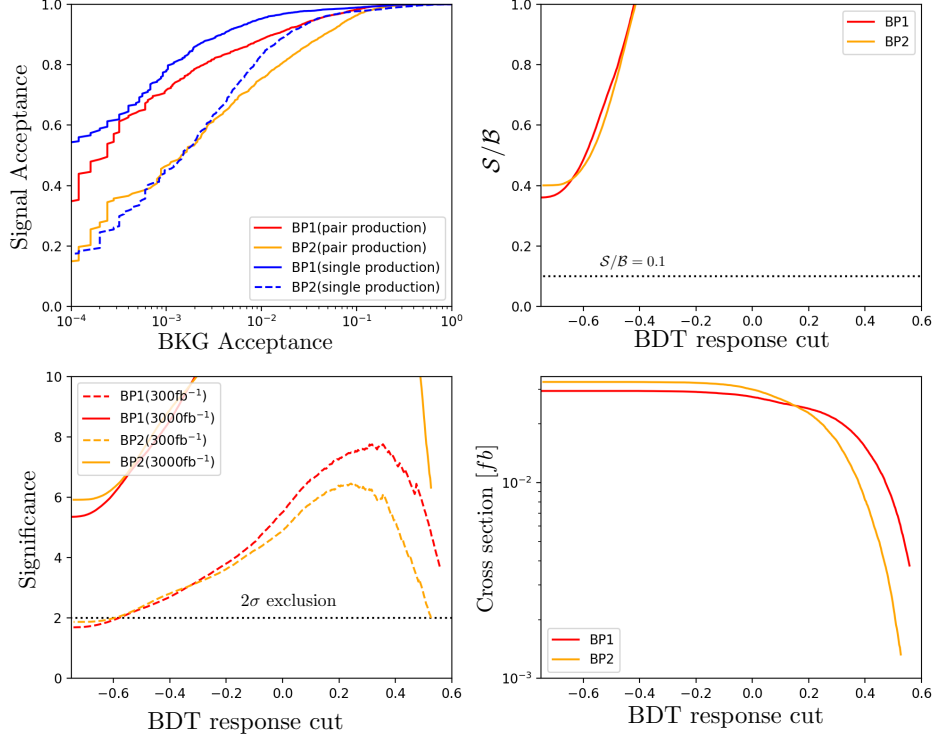 1.0
0.8
0.6
0.4
0.2
0.0
Signal Acceptance
BP1(pair production)
BP2(pair production)
BP1(single production)
BP2(single production)
10⁻⁴
10⁻³
10⁻²
10⁻¹
10⁰
BKG Acceptance
1.0
0.8
0.6
0.4
0.2
0.0
S/B
BP1
BP2
S/B = 0.1
−0.6
−0.4
−0.2
0.0
0.2
0.4
0.6
BDT response cut
10
8
6
4
2
0
Significance
BP1(300fb⁻¹)
BP1(3000fb⁻¹)
BP2(300fb⁻¹)
BP2(3000fb⁻¹)
2σ exclusion
−0.6
−0.4
−0.2
0.0
0.2
0.4
0.6
BDT response cut
10⁻²
10⁻³
Cross section [fb]
BP1
BP2
−0.6
−0.4
−0.2
0.0
0.2
0.4
0.6
BDT response cut